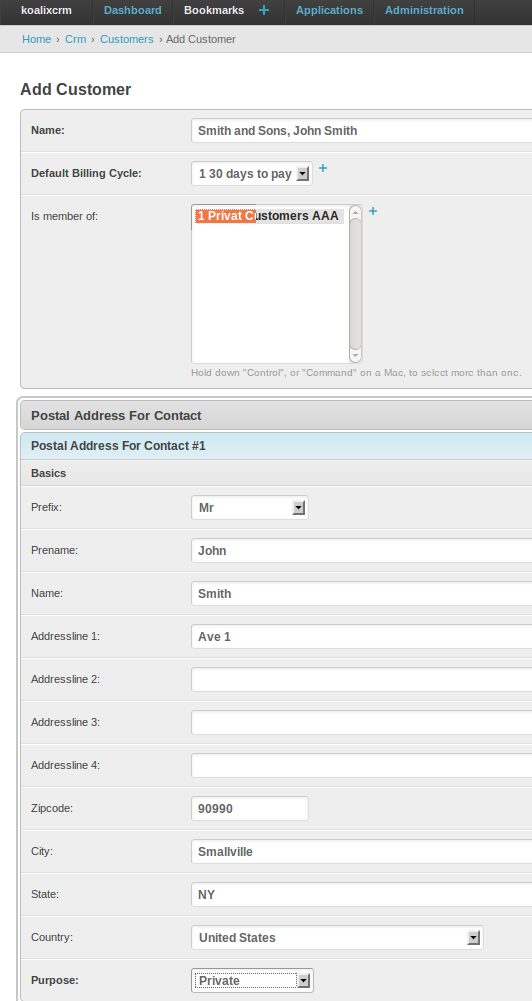 koalixcrm Dashboard Bookmarks + Applications Administration
Home › Crm › Customers › Add Customer
Add Customer
Name: Smith and Sons, John Smith
Default Billing Cycle: 1 30 days to pay +
Is member of: 1 Privat Customers AAA +
Hold down "Control", or "Command" on a Mac, to select more than one.
Postal Address For Contact
Postal Address For Contact #1
Basics
Prefix: Mr
Prename: John
Name: Smith
Addressline 1: Ave 1
Addressline 2:
Addressline 3:
Addressline 4:
Zipcode: 90990
City: Smallville
State: NY
Country: United States
Purpose: Private